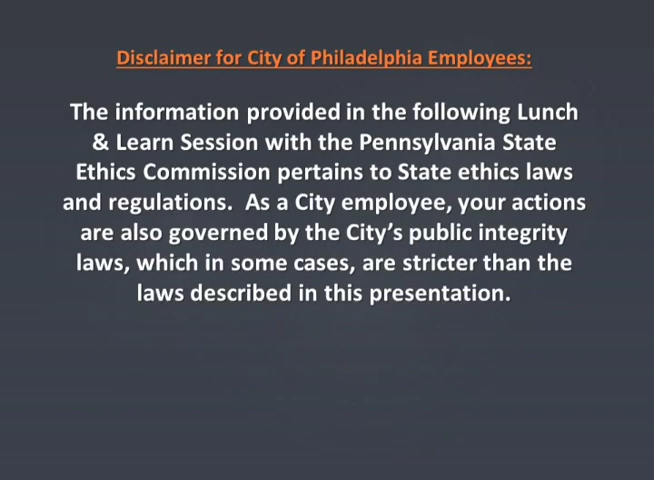 Disclaimer for City of Philadelphia Employees:
The information provided in the following Lunch
& Learn Session with the Pennsylvania State
Ethics Commission pertains to State ethics laws
and regulations.  As a City employee, your actions
are also governed by the City’s public integrity
laws, which in some cases, are stricter than the
laws described in this presentation.